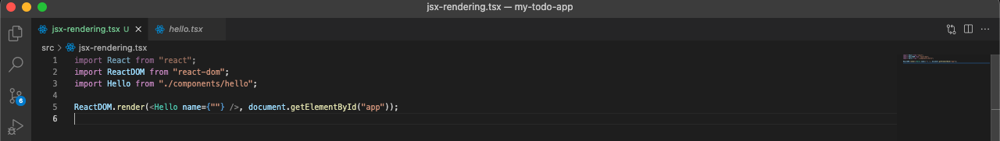 jsx-rendering.tsx — my-todo-app
jsx-rendering.tsx U
hello.tsx
src > jsx-rendering.tsx
1 import React from "react";
2 import ReactDOM from "react-dom";
3 import Hello from "./components/hello";
4
5 ReactDOM.render(<Hello name={""} />, document.getElementById("app"));
6
6